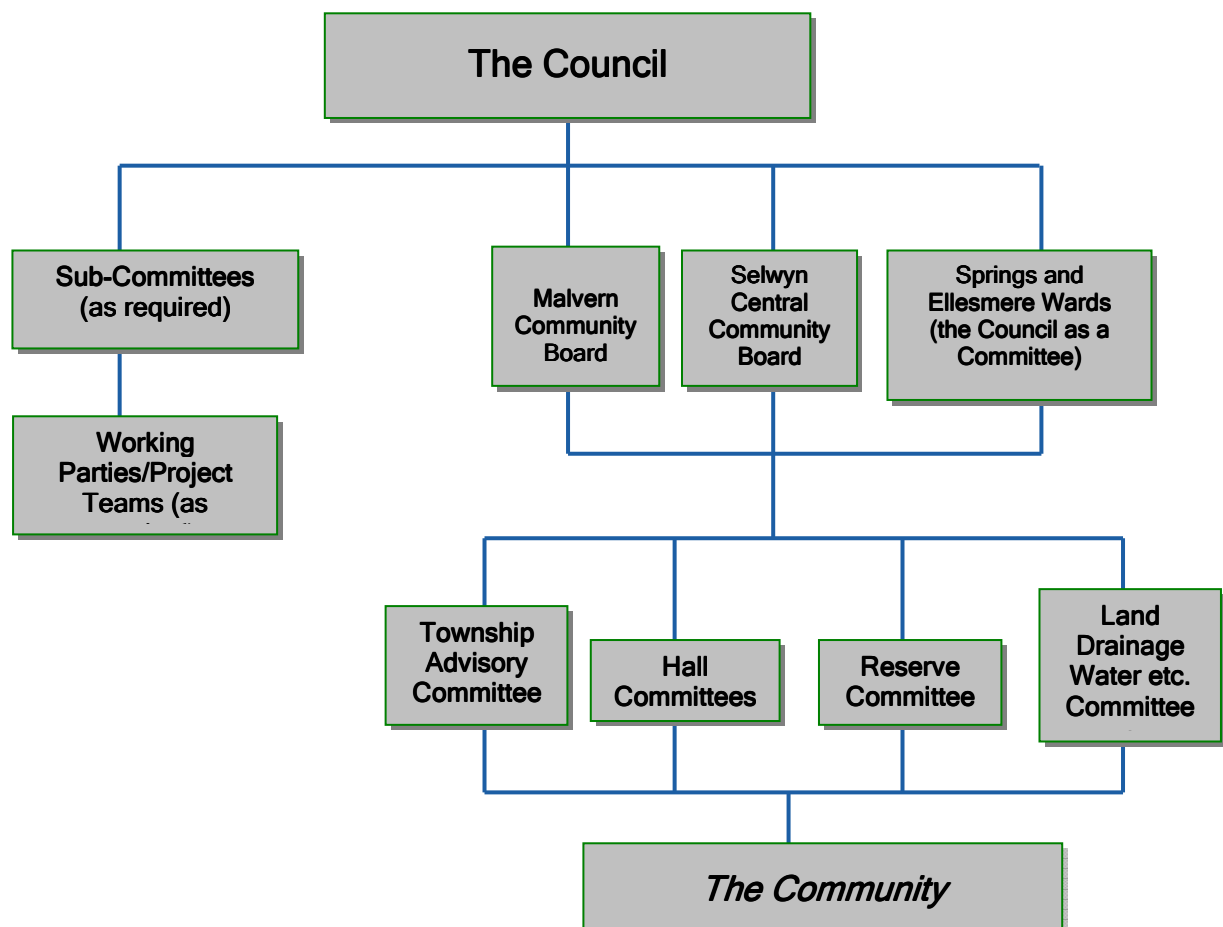 The Council
Sub-Committees
(as required)
Malvern
Community
Board
Selwyn
Central
Community
Board
Springs and
Ellesmere Wards
(the Council as a
Committee)
Working
Parties/Project
Teams (as
Township
Advisory
Committee
Hall
Committees
Reserve
Committee
Land
Drainage
Water etc.
Committee
The Community